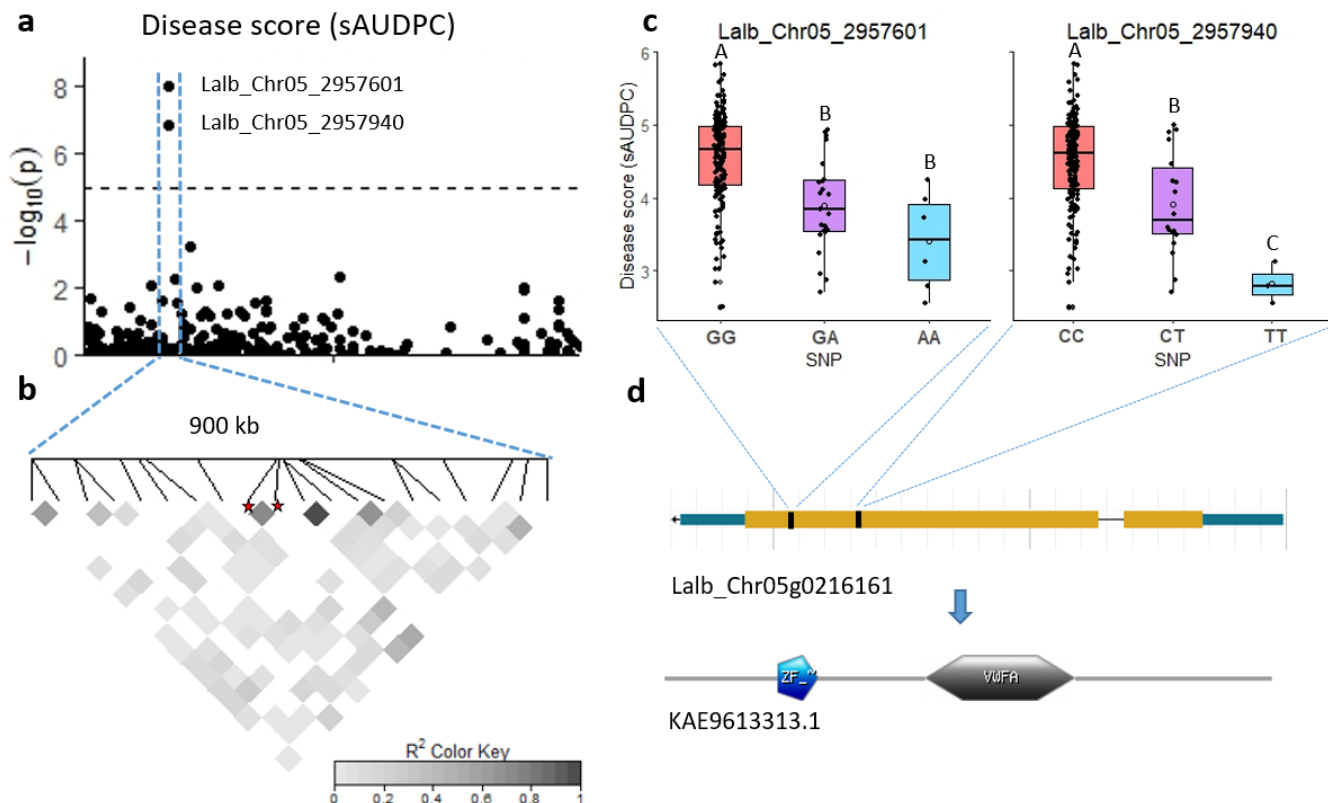 a
Disease score (sAUDPC)
−log10(p)
8
6
4
2
0
Lalb_Chr05_2957601
Lalb_Chr05_2957940
b
900 kb
R2 Color Key
0 0.2 0.4 0.6 0.8 1
c
Lalb_Chr05_2957601
Lalb_Chr05_2957940
Disease score (sAUDPC)
6
5
4
3
A
B
B
A
B
C
GG GA AA
SNP
CC CT TT
SNP
d
Lalb_Chr05g0216161
ZF_~
VWFA
KAE9613313.1